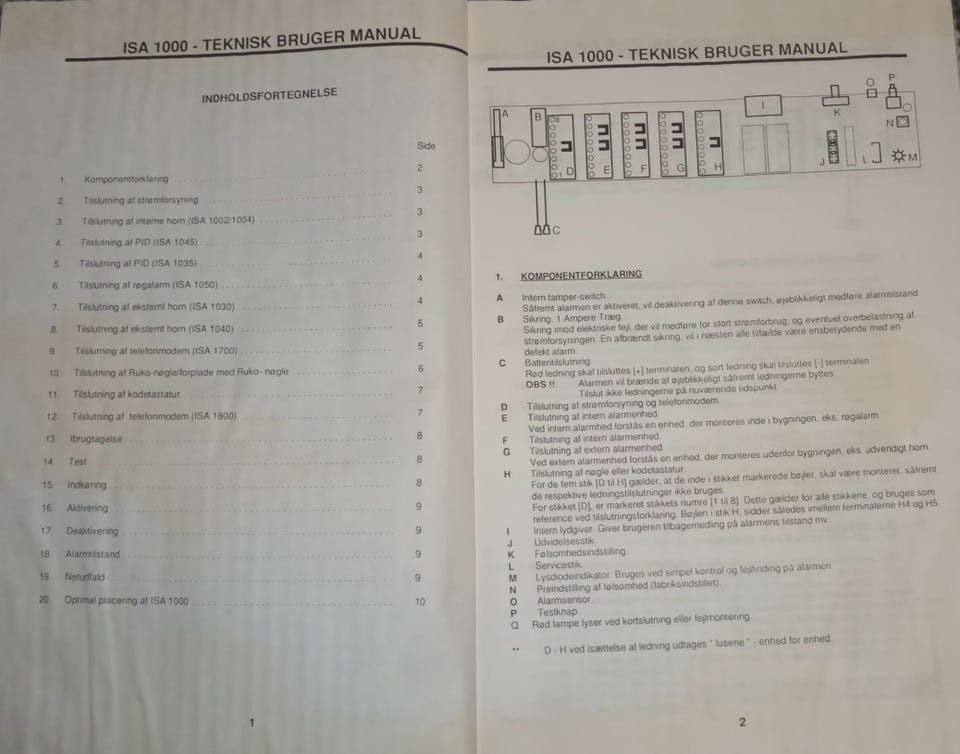 ISA 1000 - TEKNISK BRUGER MANUAL
INDHOLDSFORTEGNELSE
Side
1. Komponentforklaring 2
2. Tilslutning af strømforsyning 3
3. Tilslutning af interne horn (ISA 1002/1004) 3
4. Tilslutning af PID (ISA 1045) 3
5. Tilslutning af PID (ISA 1035) 4
6. Tilslutning af røgalarm (ISA 1050) 4
7. Tilslutning af eksternt horn (ISA 1030) 4
8. Tilslutning af eksternt horn (ISA 1040) 5
9. Tilslutning af telefonmodem (ISA 1700) 5
10. Tilslutning af Ruko-nøgle/forplade med Ruko- nøgle 6
11. Tilslutning af kodetastatur 7
12. Tilslutning af telefonmodem (ISA 1800) 7
13. Ibrugtagelse 8
14. Test 8
15. Indkøring 8
16. Aktivering 9
17. Deaktivering 9
18. Alarmtilstand 9
19. Netudfald 9
20. Optimal placering af ISA 1000 10
1
ISA 1000 - TEKNISK BRUGER MANUAL
A B 8 1 D E F G H I J K L M N O P
C
1. KOMPONENTFORKLARING
A Intern tamper-switch.
Såfremt alarmen er aktiveret, vil deaktivering af denne switch, øjeblikkeligt medføre alarmtilstand.
B Sikring. 1 Ampere Træg.
Sikring imod elektriske fejl, der vil medføre for stort strømforbrug, og eventuel overbelastning af
strømforsyningen. En afbrændt sikring, vil i næsten alle tilfælde være ensbetydende med en
defekt alarm.
C Batteritilslutning.
Rød ledning skal tilsluttes [+] terminalen, og sort ledning skal tilsluttes [-] terminalen.
OBS !! Alarmen vil brænde af øjeblikkeligt såfremt ledningerne byttes.
Tilslut ikke ledningerne på nuværende tidspunkt.
D Tilslutning af strømforsyning og telefonmodem.
E Tilslutning af intern alarmenhed.
Ved intern alarmhed forstås en enhed, der monteres inde i bygningen, eks. røgalarm.
F Tilslutning af intern alarmenhed.
G Tilslutning af extern alarmenhed.
Ved extern alarmenhed forstås en enhed, der monteres udenfor bygningen, eks. udvendigt horn.
H Tilslutning af nøgle eller kodetastatur.
For de fem stik [D til H] gælder, at de inde i stikket markerede bøjler, skal være monteret, såfremt
de respektive ledningstilslutninger ikke bruges.
For stikket [D], er markeret stikkets numre [1 til 8]. Dette gælder for alle stikkene, og bruges som
reference ved tilslutningsforklaring. Bøjlen i stik H, sidder således imellem terminalerne H4 og H5.
I Intern lydgiver. Giver brugeren tilbagemelding på alarmens tilstand mv.
J Udvidelsesstik.
K Følsomhedsindstilling.
L Servicestik.
M Lysdiodeindikator. Bruges ved simpel kontrol og fejlfinding på alarmen.
N Preindstilling af følsomhed (fabriksindstillet).
O Alarmsensor.
P Testknap.
Q Rød lampe lyser ved kortslutning eller fejlmontering.
** D - H ved isættelse af ledning udtages " lusene " - enhed for enhed.
2